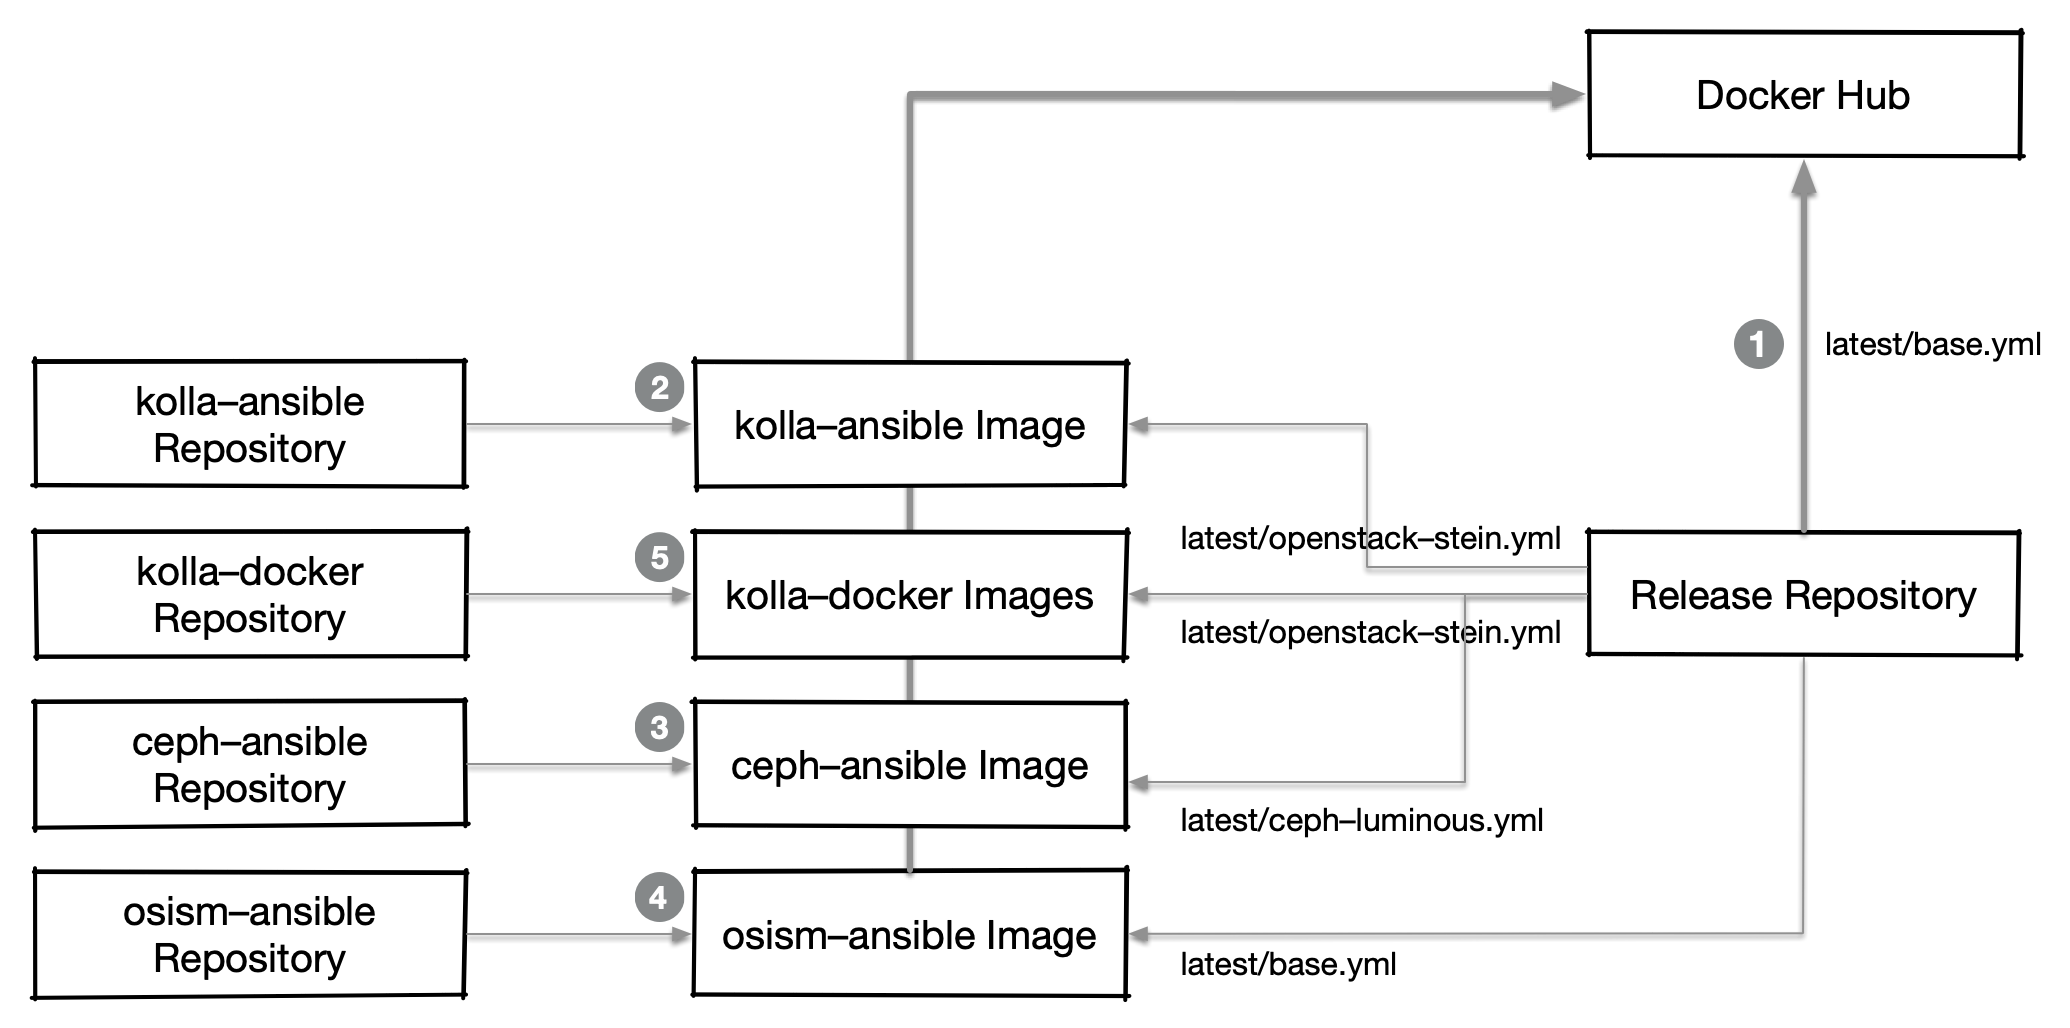 Docker Hub
1
latest/base.yml
kolla–ansible
Repository
2
kolla–ansible Image
latest/openstack–stein.yml
kolla–docker
Repository
5
kolla–docker Images
Release Repository
latest/openstack–stein.yml
ceph–ansible
Repository
3
ceph–ansible Image
latest/ceph–luminous.yml
osism–ansible
Repository
4
osism–ansible Image
latest/base.yml